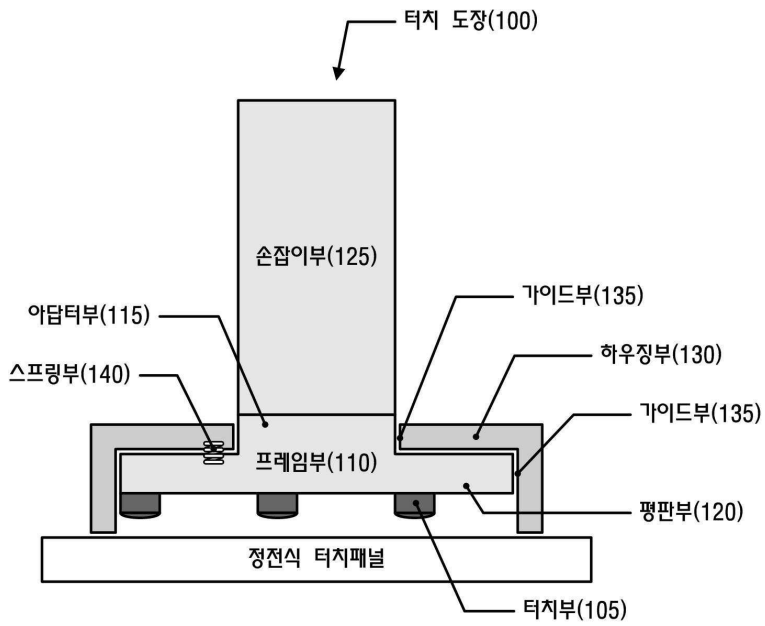 터치 도장(100)
손잡이부(125)
가이드부(135)
아답터부(115)
하우징부(130)
스프링부(140)
가이드부(135)
프레임부(110)
평판부(120)
정전식 터치패널
터치부(105)